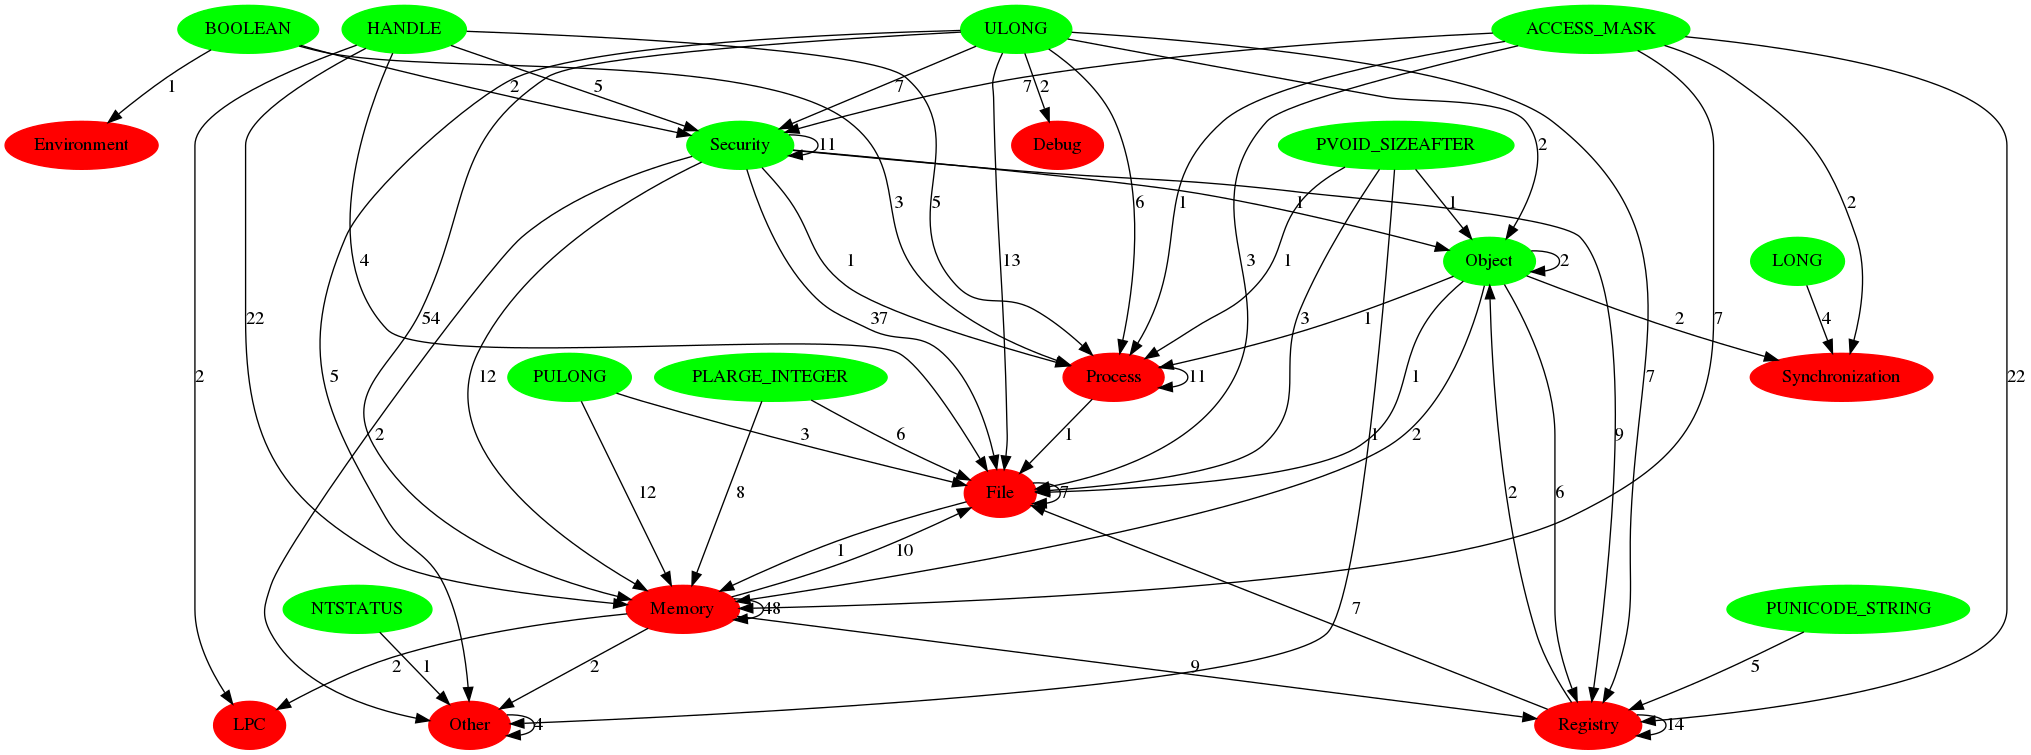 BOOLEAN HANDLE ULONG ACCESS_MASK
1 2 5 7 2 7
Environment Security 11 Debug PVOID_SIZEAFTER
4 3 5 13 6 1 3 1 1 1 2 2
Object 2 LONG
22 54 37 1 3 1 2 4 7
2 5 2 12 PULONG PLARGE_INTEGER Process 11 Synchronization 22
3 6 1 1 1 2 9 7
12 8 File 7 2 6
1 10
NTSTATUS Memory 48 7 PUNICODE_STRING
2 1 2 9 5
LPC Other 4 Registry 14